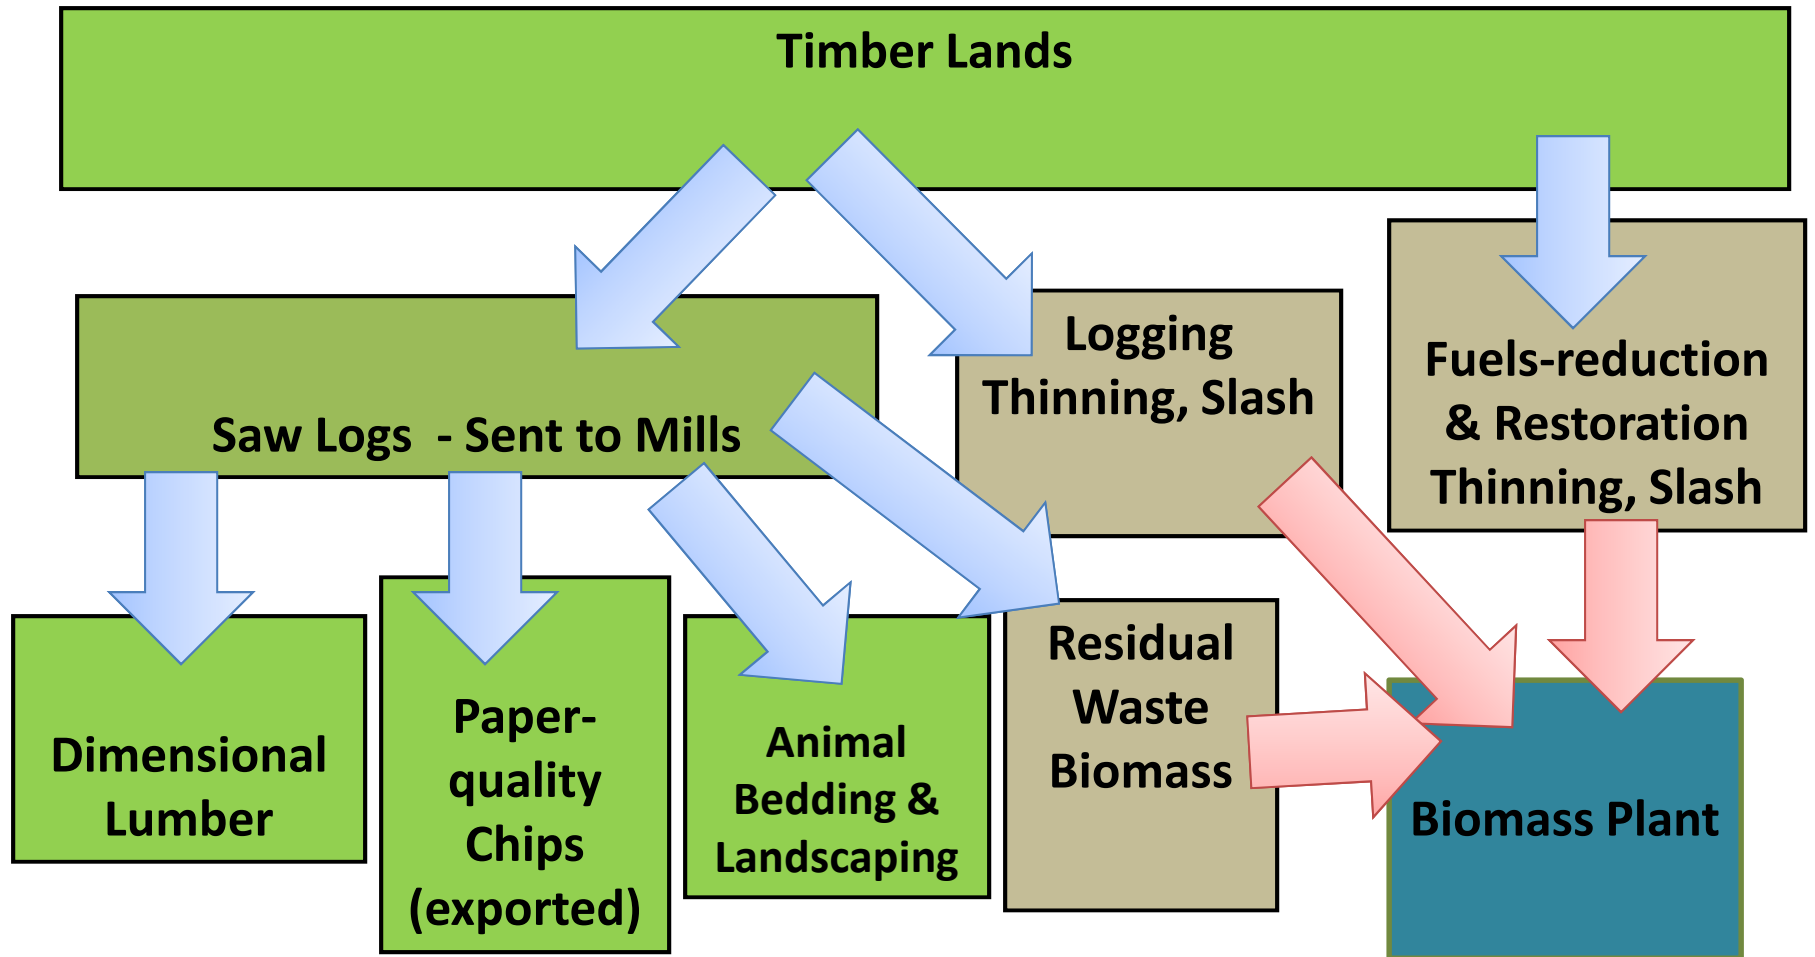 Timber Lands
Logging
Thinning, Slash
Fuels-reduction
& Restoration
Thinning, Slash
Saw Logs  - Sent to Mills
Dimensional
Lumber
Paper-
quality
Chips
(exported)
Animal
Bedding &
Landscaping
Residual
Waste
Biomass
Biomass Plant